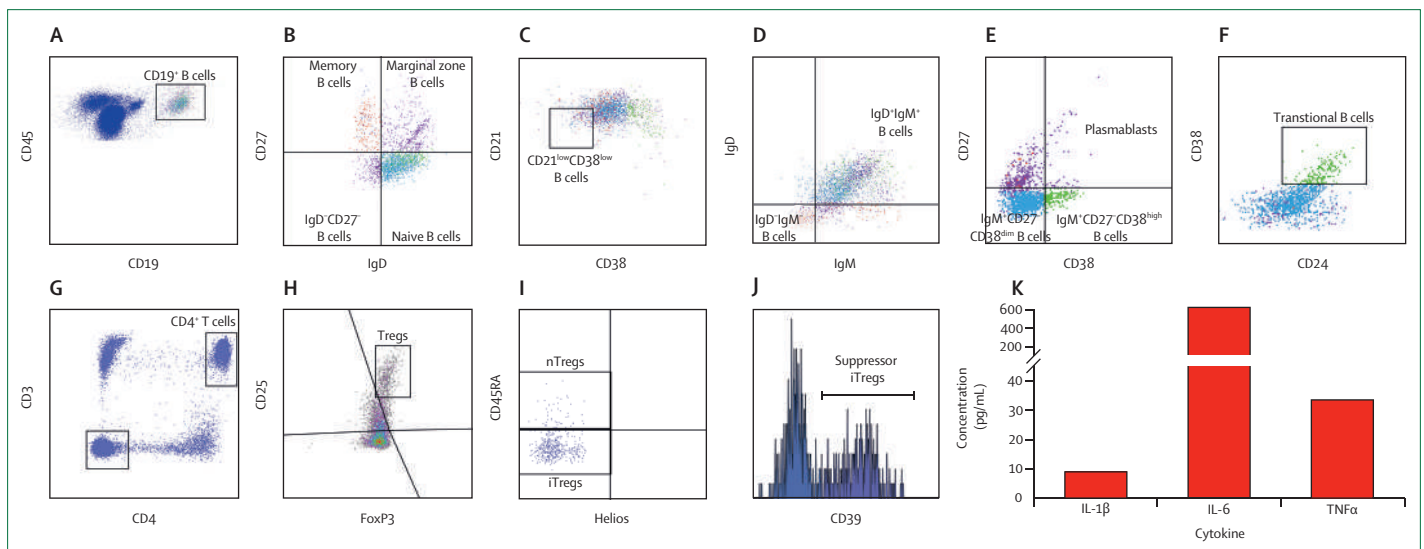 A
CD45
CD19⁺ B cells
CD19
B
CD27
Memory
B cells
Marginal zone
B cells
IgD⁻CD27⁻
B cells
Naive B cells
IgD
C
CD21
CD21ˡᵒʷCD38ˡᵒʷ
B cells
CD38
D
IgD
IgD⁺IgM⁺
B cells
IgD⁻IgM⁻
B cells
IgM
E
CD27
Plasmablasts
IgM⁺CD27⁻
CD38ᵈⁱᵐ B cells
IgM⁺CD27⁻CD38ʰⁱᵍʰ
B cells
CD38
F
CD38
Transtional B cells
CD24
G
CD3
CD4⁺ T cells
CD4
H
CD25
Tregs
FoxP3
I
CD45RA
nTregs
iTregs
Helios
J
Suppressor
iTregs
CD39
K
Concentration
(pg/mL)
600
400
200
40
30
20
10
0
IL-1β
IL-6
TNFα
Cytokine